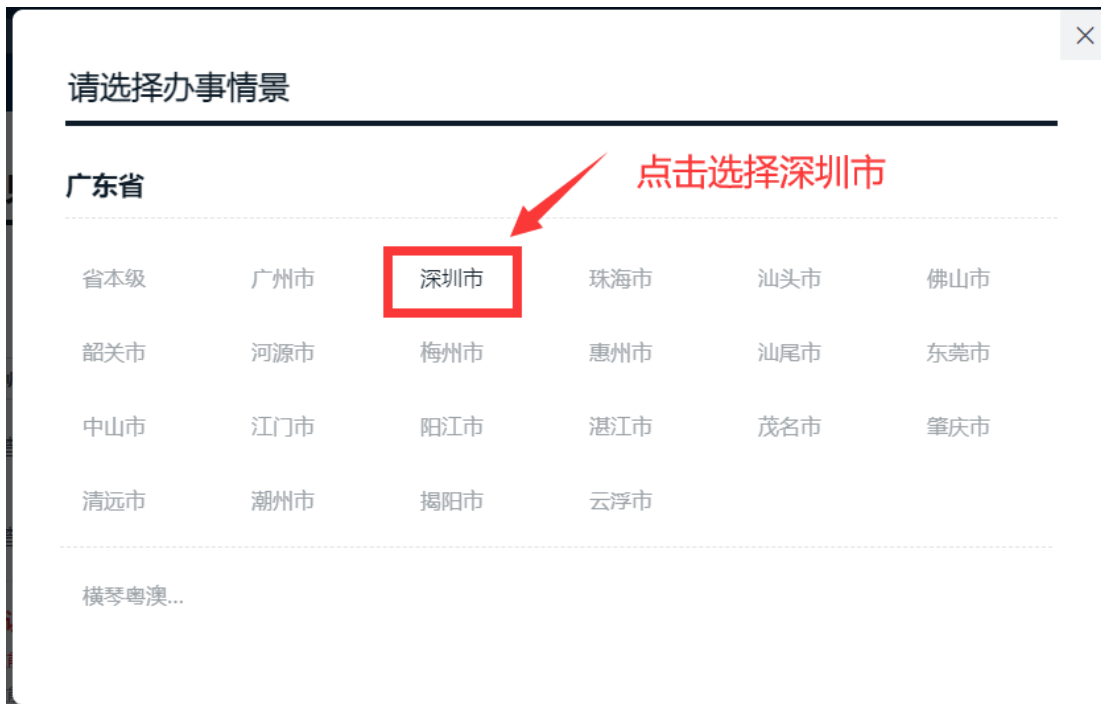 请选择办事情景
广东省
点击选择深圳市
省本级 广州市 深圳市 珠海市 汕头市 佛山市
韶关市 河源市 梅州市 惠州市 汕尾市 东莞市
中山市 江门市 阳江市 湛江市 茂名市 肇庆市
清远市 潮州市 揭阳市 云浮市
横琴粤澳...